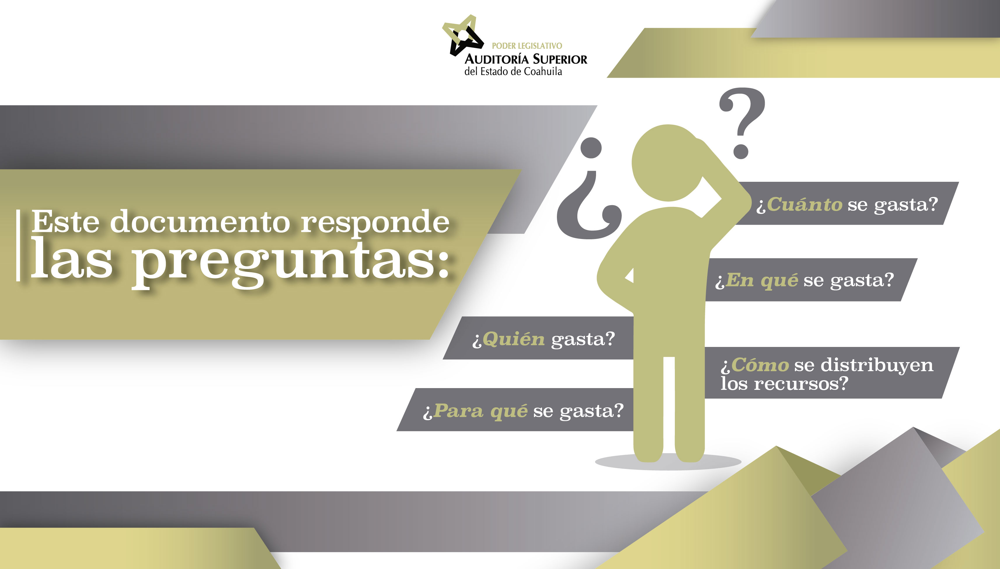 PODER LEGISLATIVO
AUDITORÍA SUPERIOR
del Estado de Coahuila
Este documento responde
las preguntas:
¿
?
¿Cuánto se gasta?
¿En qué se gasta?
¿Quién gasta?
¿Cómo se distribuyen
los recursos?
¿Para qué se gasta?